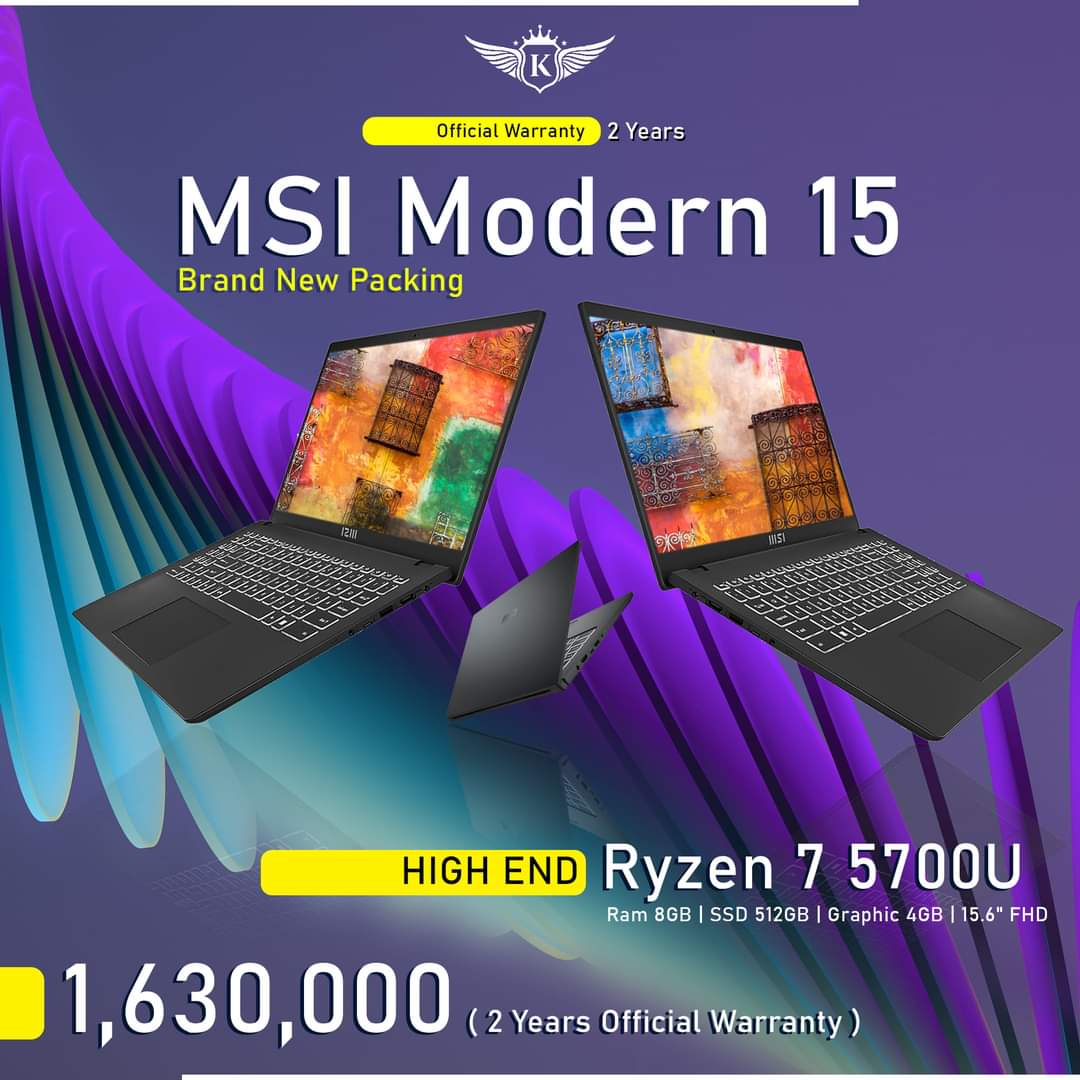 K
Official Warranty 2 Years
MSI Modern 15
Brand New Packing
msi
msi
HIGH END Ryzen 7 5700U
Ram 8GB | SSD 512GB | Graphic 4GB | 15.6" FHD
1,630,000 ( 2 Years Official Warranty )